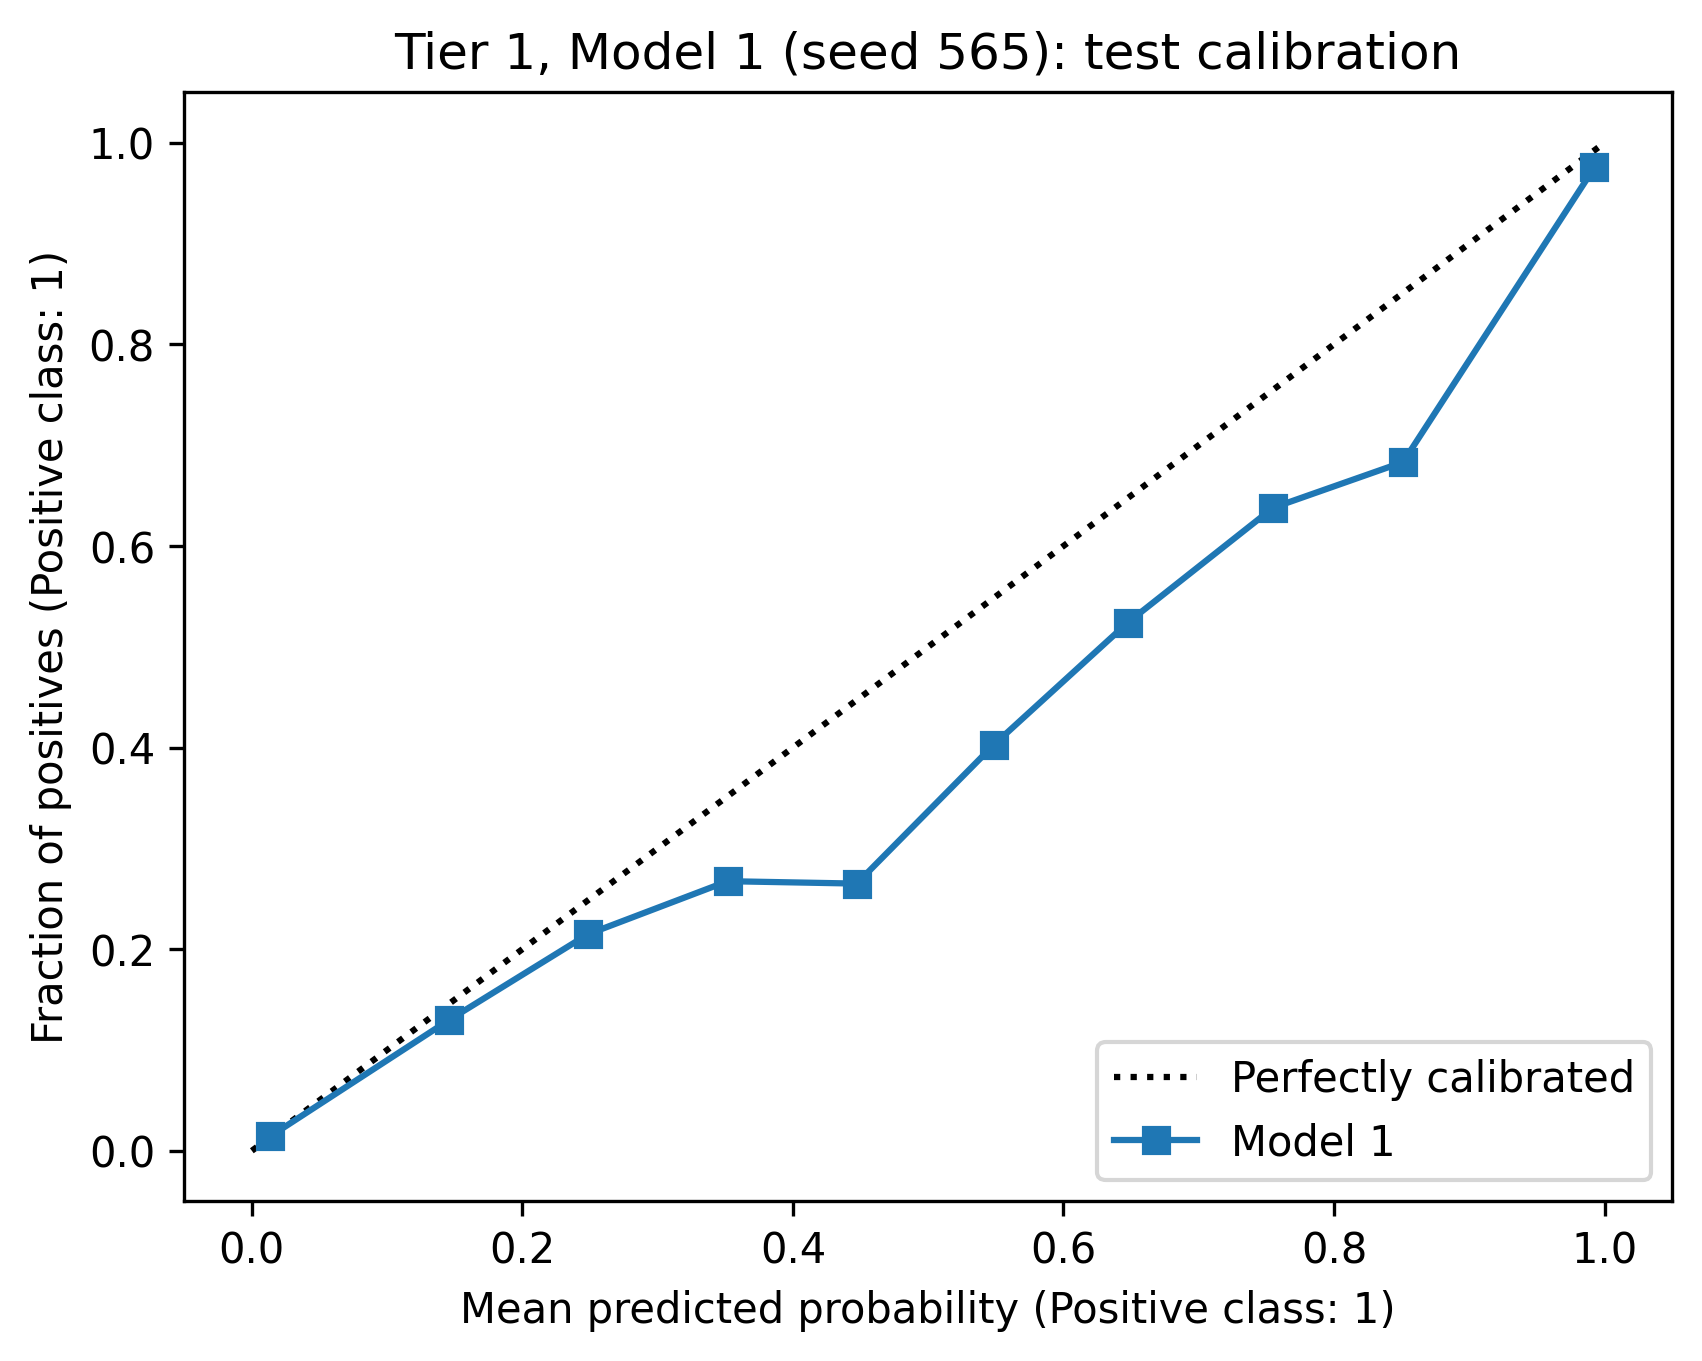 Tier 1, Model 1 (seed 565): test calibration
Fraction of positives (Positive class: 1)
1.0
0.8
0.6
0.4
0.2
0.0
Perfectly calibrated
Model 1
0.0 0.2 0.4 0.6 0.8 1.0
Mean predicted probability (Positive class: 1)